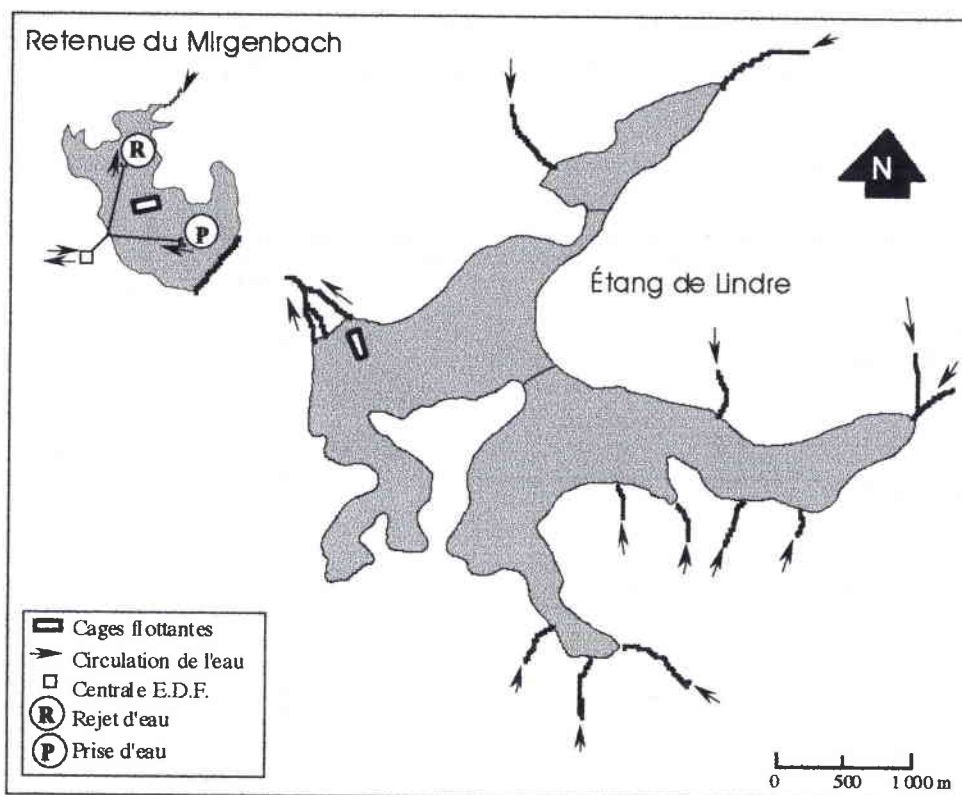 Retenue du Mirgenbach
R
P
N
Étang de Lindre
Cages flottantes
Circulation de l'eau
Centrale E.D.F.
R Rejet d'eau
P Prise d'eau
0 500 1 000 m